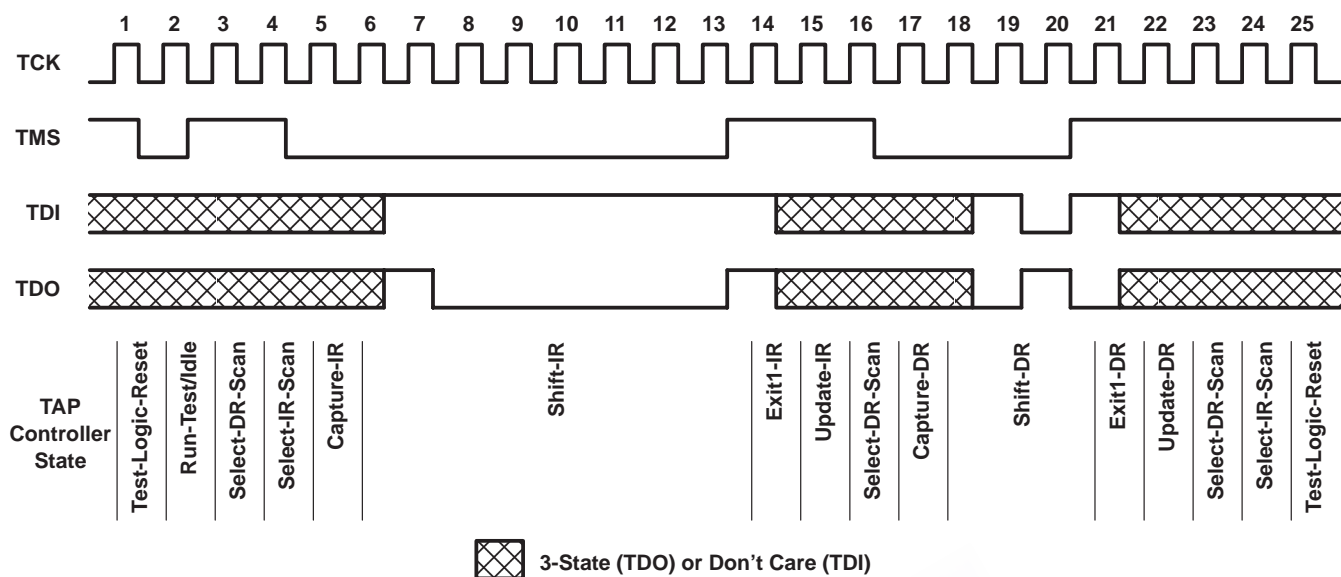 1 2 3 4 5 6 7 8 9 10 11 12 13 14 15 16 17 18 19 20 21 22 23 24 25
TCK
TMS
TDI
TDO
TAP
Controller
State
Test-Logic-Reset
Run-Test/Idle
Select-DR-Scan
Select-IR-Scan
Capture-IR
Shift-IR
Exit1-IR
Update-IR
Select-DR-Scan
Capture-DR
Shift-DR
Exit1-DR
Update-DR
Select-DR-Scan
Select-IR-Scan
Test-Logic-Reset
3-State (TDO) or Don't Care (TDI)